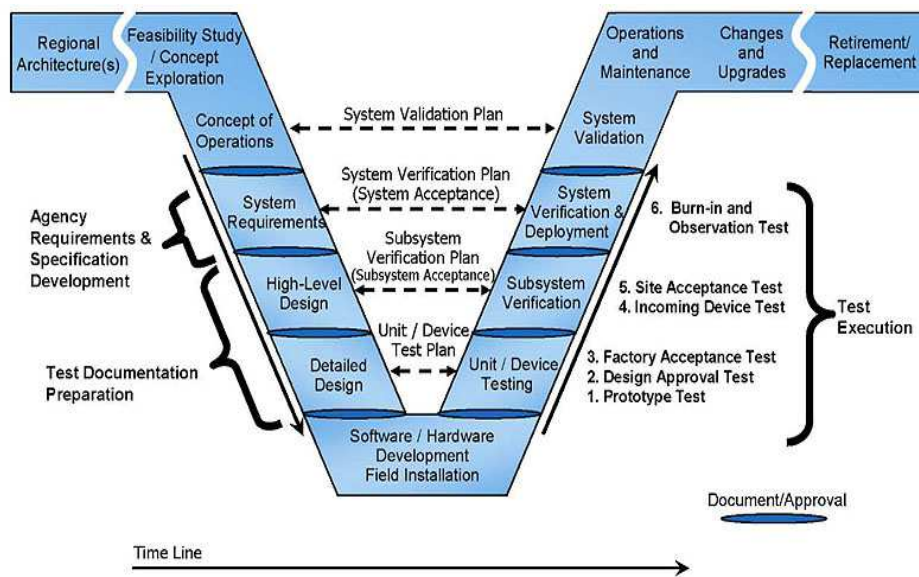 Regional
Architecture(s)
Feasibility Study
/ Concept
Exploration
Operations
and
Maintenance
Changes
and
Upgrades
Retirement/
Replacement
Concept of
Operations
System Validation Plan
System
Validation
System
Requirements
System Verification Plan
(System Acceptance)
System
Verification &
Deployment
Agency
Requirements &
Specification
Development
High-Level
Design
Subsystem
Verification Plan
(Subsystem Acceptance)
Subsystem
Verification
6. Burn-in and
Observation Test
5. Site Acceptance Test
4. Incoming Device Test
Test
Execution
Test Documentation
Preparation
Detailed
Design
Unit / Device
Test Plan
Unit / Device
Testing
3. Factory Acceptance Test
2. Design Approval Test
1. Prototype Test
Software / Hardware
Development
Field Installation
Document/Approval
Time Line